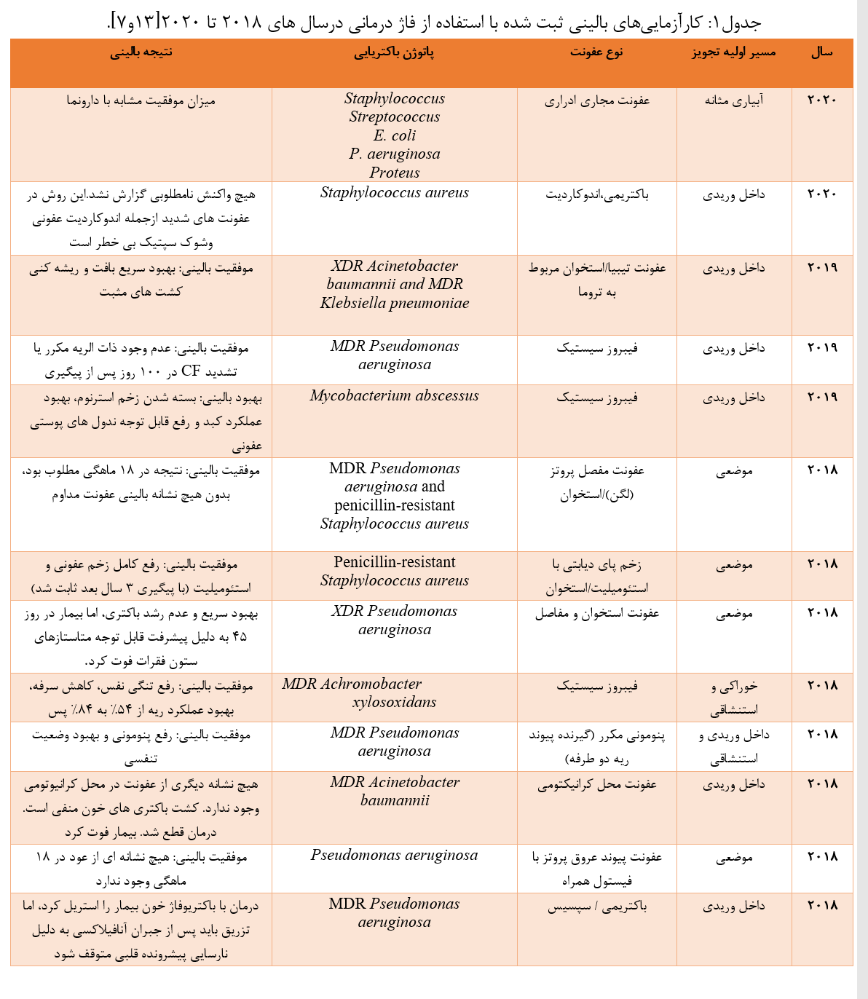 جدول۱: کارآزمایی‌های بالینی ثبت شده با استفاده از فاژ درمانی درسال های ۲۰۱۸ تا ۲۰۲۰[۱۳و۷].
سال
مسیر اولیه تجویز
نوع عفونت
پاتوژن باکتریایی
نتیجه بالینی
۲۰۲۰
آبیاری مثانه
عفونت مجاری ادراری
Staphylococcus
Streptococcus
E. coli
P. aeruginosa
Proteus
میزان موفقیت مشابه با دارونما
۲۰۲۰
داخل وریدی
باکتریمی،اندوکاردیت
Staphylococcus aureus
هیچ واکنش نامطلوبی گزارش نشد.این روش در
عفونت های شدید ازجمله اندوکاردیت عفونی
وشوک سپتیک بی خطر است
۲۰۱۹
داخل وریدی
عفونت تیبیا/استخوان مربوط
به تروما
XDR Acinetobacter
baumannii and MDR
Klebsiella pneumoniae
موفقیت بالینی: بهبود سریع بافت و ریشه کنی
کشت های مثبت
۲۰۱۹
داخل وریدی
فیبروز سیستیک
MDR Pseudomonas
aeruginosa
موفقیت بالینی: عدم وجود ذات الریه مکرر یا
تشدید CF در ۱۰۰ روز پس از پیگیری
۲۰۱۹
داخل وریدی
فیبروز سیستیک
Mycobacterium abscessus
بهبود بالینی: بسته شدن زخم استرنوم، بهبود
عملکرد کبد و رفع قابل توجه ندول های پوستی
عفونی
۲۰۱۸
موضعی
عفونت مفصل پروتز
(لگن)/استخوان
MDR Pseudomonas
aeruginosa and
penicillin-resistant
Staphylococcus aureus
موفقیت بالینی: نتیجه در ۱۸ ماهگی مطلوب بود،
بدون هیچ نشانه بالینی عفونت مداوم
۲۰۱۸
موضعی
زخم پای دیابتی با
استئومیلیت/استخوان
Penicillin-resistant
Staphylococcus aureus
موفقیت بالینی: رفع کامل زخم عفونی و
استئومیلیت (با پیگیری ۳ سال بعد ثابت شد)
۲۰۱۸
موضعی
عفونت استخوان و مفاصل
XDR Pseudomonas
aeruginosa
بهبود سریع و عدم رشد باکتری، اما بیمار در روز
۴۵ به دلیل پیشرفت قابل توجه متاستازهای
ستون فقرات فوت کرد.
۲۰۱۸
خوراکی و
استنشاقی
فیبروز سیستیک
MDR Achromobacter
xylosoxidans
موفقیت بالینی: رفع تنگی نفس، کاهش سرفه،
بهبود عملکرد ریه از ۵۴٪ به ۸۴٪ پس
۲۰۱۸
داخل وریدی و
استنشاقی
پنومونی مکرر (گیرنده پیوند
ریه دو طرفه)
MDR Pseudomonas
aeruginosa
موفقیت بالینی: رفع پنومونی و بهبود وضعیت
تنفسی
۲۰۱۸
داخل وریدی
عفونت محل کرانیکتومی
MDR Acinetobacter
baumannii
هیچ نشانه دیگری از عفونت در محل کرانیوتومی
وجود ندارد. کشت باکتری های خون منفی است.
درمان قطع شد. بیمار فوت کرد
۲۰۱۸
موضعی
عفونت پیوند عروق پروتز با
فیستول همراه
Pseudomonas aeruginosa
موفقیت بالینی: هیچ نشانه ای از عود در ۱۸
ماهگی وجود ندارد
۲۰۱۸
داخل وریدی
باکتریمی / سپسیس
MDR Pseudomonas
aeruginosa
درمان با باکتریوفاژ خون بیمار را استریل کرد، اما
تزریق باید پس از جبران آنافیلاکسی به دلیل
نارسایی پیشرونده قلبی متوقف شود